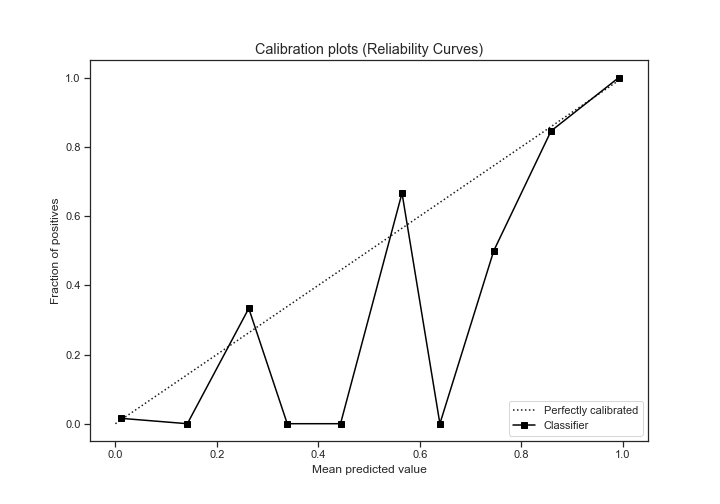 Calibration plots (Reliability Curves)
Fraction of positives
1.0
0.8
0.6
0.4
0.2
0.0
0.0 0.2 0.4 0.6 0.8 1.0
Mean predicted value
Perfectly calibrated
Classifier